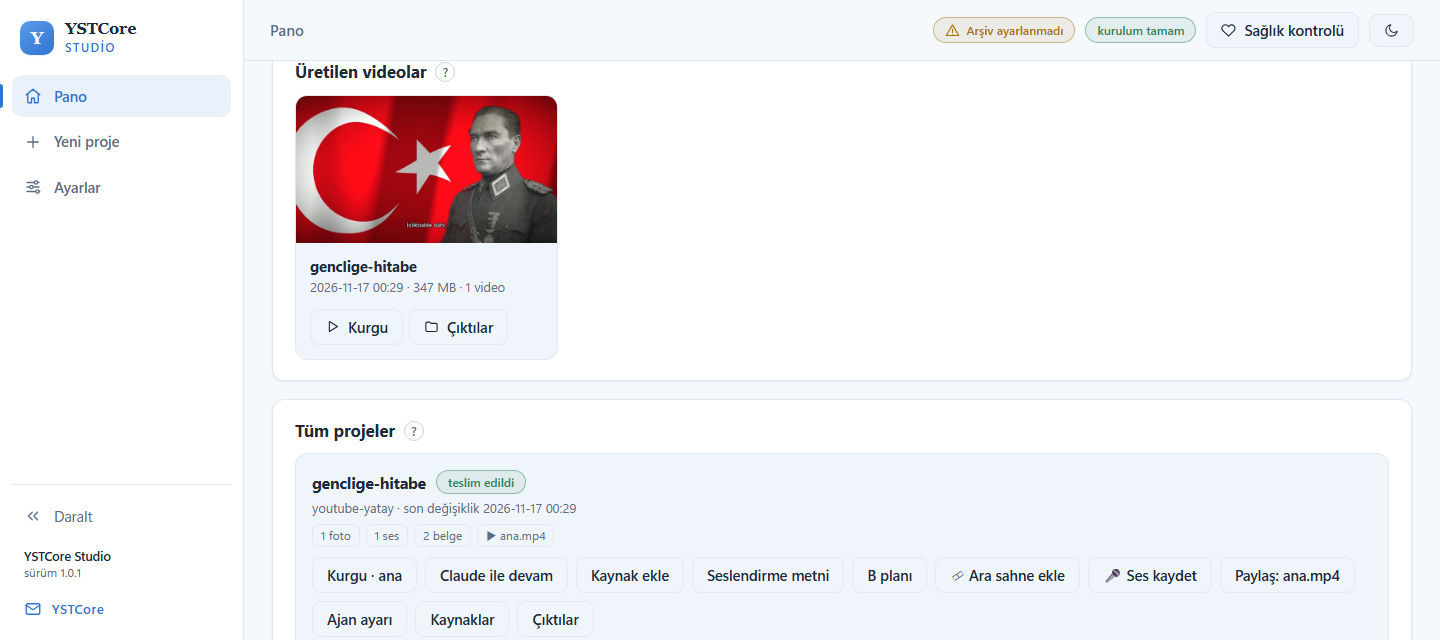 YSTCore
STUDİO
Pano
Yeni proje
Ayarlar
Daralt
YSTCore Studio
sürüm 1.0.1
YSTCore
Pano
Arşiv ayarlanmadı
kurulum tamam
Sağlık kontrolü
Üretilen videolar ?
İstikbalde dahi
genclige-hitabe
2026-11-17 00:29 · 347 MB · 1 video
Kurgu
Çıktılar
Tüm projeler ?
genclige-hitabe teslim edildi
youtube-yatay · son değişiklik 2026-11-17 00:29
1 foto 1 ses 2 belge ▶ ana.mp4
Kurgu · ana Claude ile devam Kaynak ekle Seslendirme metni B planı Ara sahne ekle Ses kaydet Paylaş: ana.mp4
Ajan ayarı Kaynaklar Çıktılar